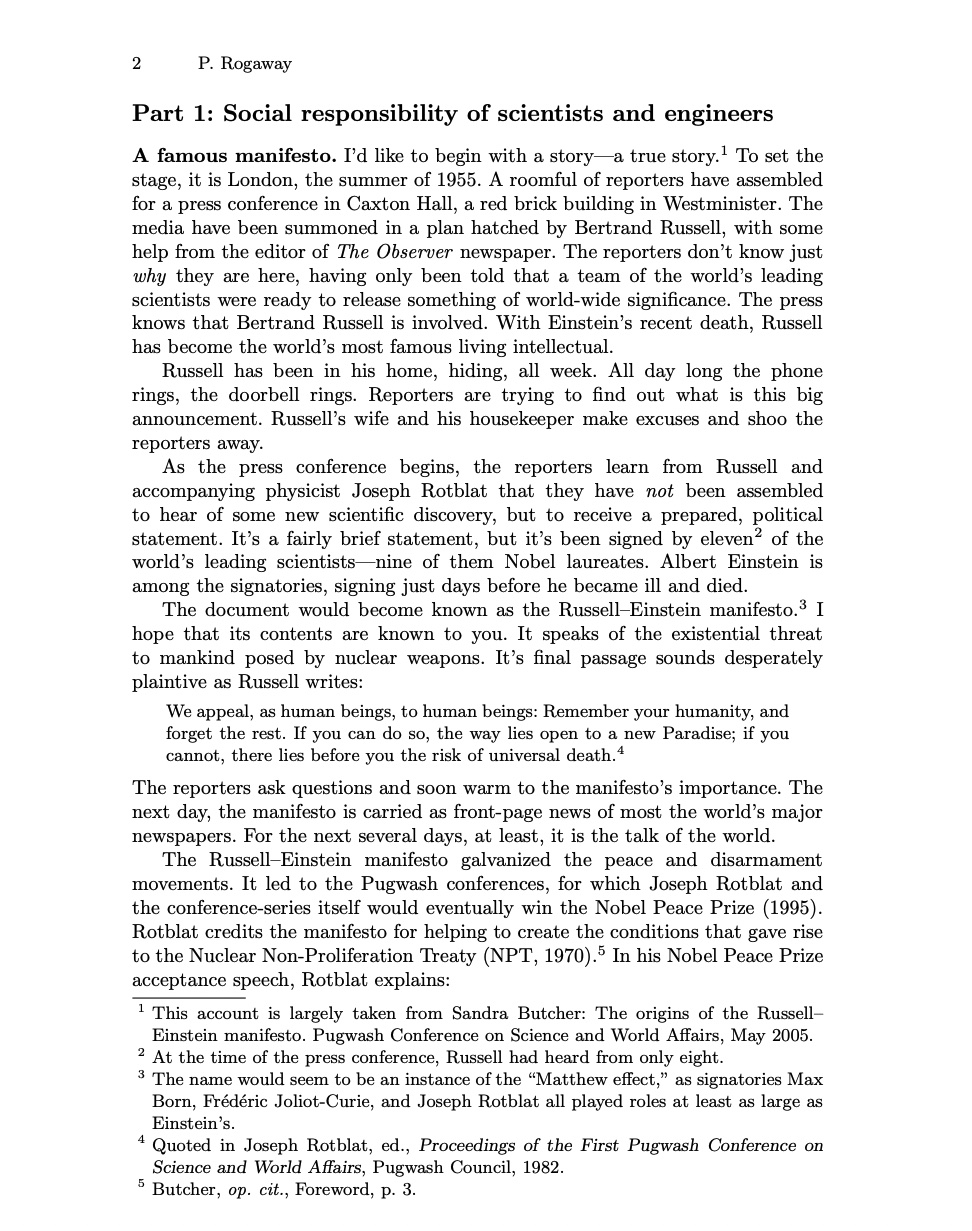 2 P. Rogaway
Part 1: Social responsibility of scientists and engineers
A famous manifesto. I'd like to begin with a story—a true story.1 To set the
stage, it is London, the summer of 1955. A roomful of reporters have assembled
for a press conference in Caxton Hall, a red brick building in Westminister. The
media have been summoned in a plan hatched by Bertrand Russell, with some
help from the editor of The Observer newspaper. The reporters don't know just
why they are here, having only been told that a team of the world's leading
scientists were ready to release something of world-wide significance. The press
knows that Bertrand Russell is involved. With Einstein's recent death, Russell
has become the world's most famous living intellectual.
Russell has been in his home, hiding, all week. All day long the phone
rings, the doorbell rings. Reporters are trying to find out what is this big
announcement. Russell's wife and his housekeeper make excuses and shoo the
reporters away.
As the press conference begins, the reporters learn from Russell and
accompanying physicist Joseph Rotblat that they have not been assembled
to hear of some new scientific discovery, but to receive a prepared, political
statement. It's a fairly brief statement, but it's been signed by eleven2 of the
world's leading scientists—nine of them Nobel laureates. Albert Einstein is
among the signatories, signing just days before he became ill and died.
The document would become known as the Russell–Einstein manifesto.3 I
hope that its contents are known to you. It speaks of the existential threat
to mankind posed by nuclear weapons. It's final passage sounds desperately
plaintive as Russell writes:
We appeal, as human beings, to human beings: Remember your humanity, and
forget the rest. If you can do so, the way lies open to a new Paradise; if you
cannot, there lies before you the risk of universal death.4
The reporters ask questions and soon warm to the manifesto's importance. The
next day, the manifesto is carried as front-page news of most the world's major
newspapers. For the next several days, at least, it is the talk of the world.
The Russell–Einstein manifesto galvanized the peace and disarmament
movements. It led to the Pugwash conferences, for which Joseph Rotblat and
the conference-series itself would eventually win the Nobel Peace Prize (1995).
Rotblat credits the manifesto for helping to create the conditions that gave rise
to the Nuclear Non-Proliferation Treaty (NPT, 1970).5 In his Nobel Peace Prize
acceptance speech, Rotblat explains:
1 This account is largely taken from Sandra Butcher: The origins of the Russell–
Einstein manifesto. Pugwash Conference on Science and World Affairs, May 2005.
2 At the time of the press conference, Russell had heard from only eight.
3 The name would seem to be an instance of the "Matthew effect," as signatories Max
Born, Frédéric Joliot-Curie, and Joseph Rotblat all played roles at least as large as
Einstein's.
4 Quoted in Joseph Rotblat, ed., Proceedings of the First Pugwash Conference on
Science and World Affairs, Pugwash Council, 1982.
5 Butcher, op. cit., Foreword, p. 3.